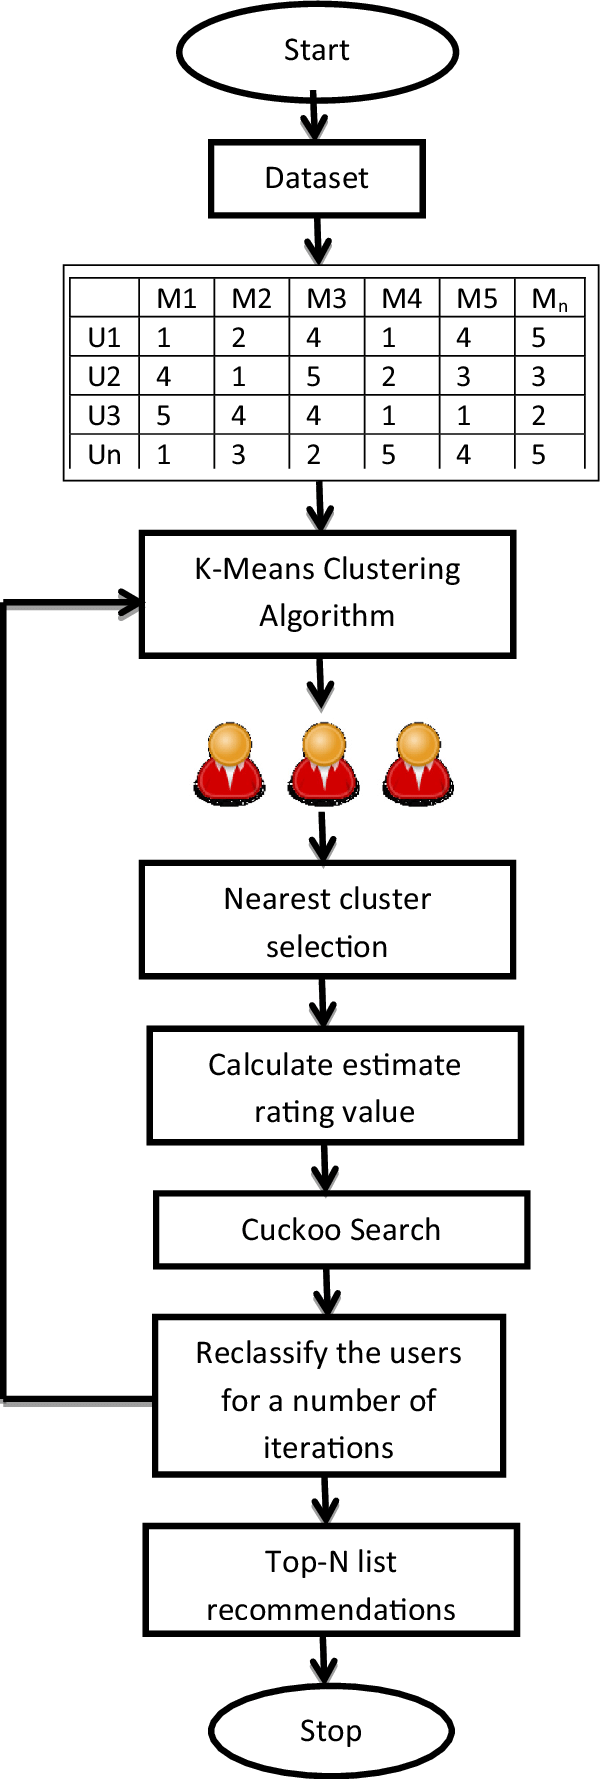 Start
Dataset
M1 M2 M3 M4 M5 Mn
U1 1 2 4 1 4 5
U2 4 1 5 2 3 3
U3 5 4 4 1 1 2
Un 1 3 2 5 4 5
K-Means Clustering
Algorithm
Nearest cluster
selection
Calculate estimate
rating value
Cuckoo Search
Reclassify the users
for a number of
iterations
Top-N list
recommendations
Stop